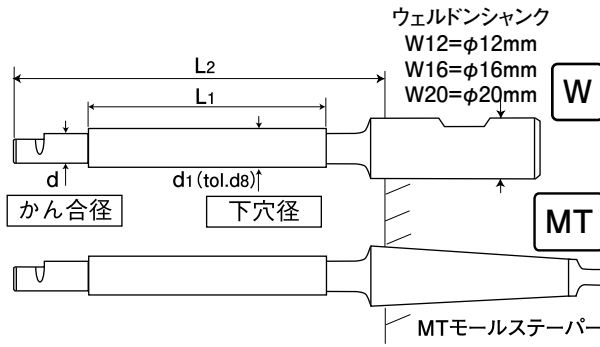 ウェルドンシャンク
W12=φ12mm
W16=φ16mm
W20=φ20mm
W
L2
L1
d
d1(tol.d8)
かん合径
下穴径
MT
MTモールステーパー